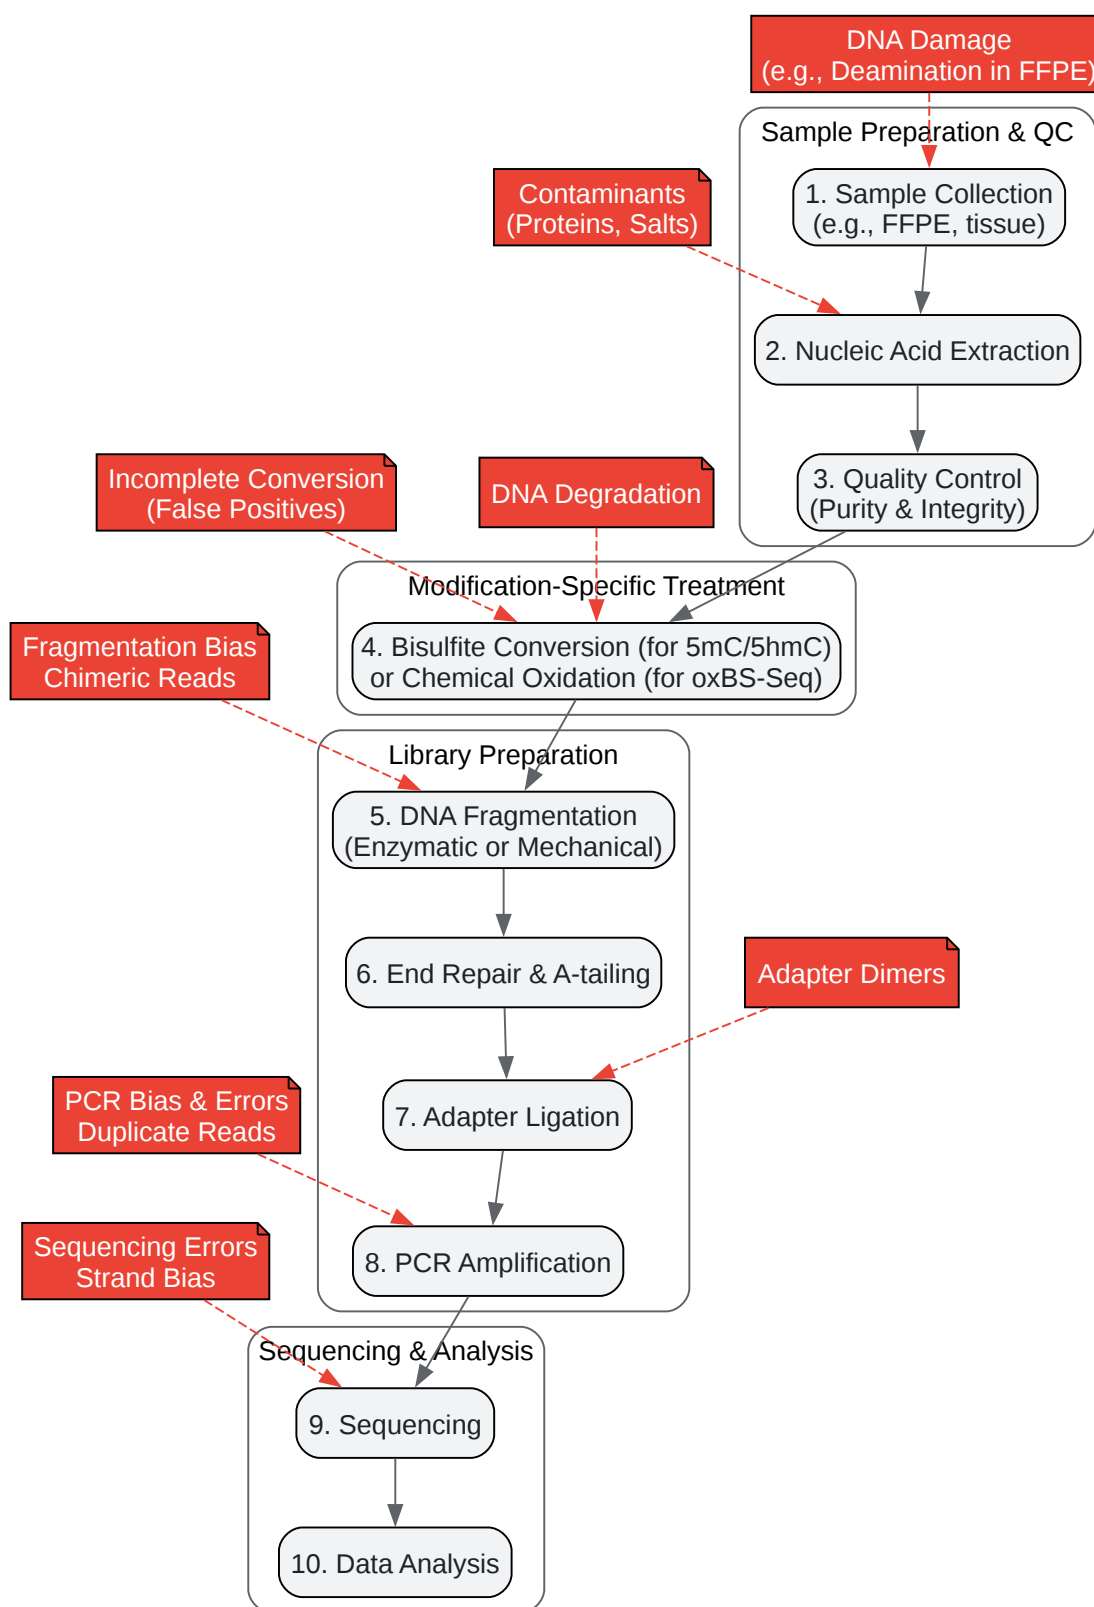 DNA Damage
(e.g., Deamination in FFPE)
Sample Preparation & QC
Contaminants
(Proteins, Salts)
1. Sample Collection
(e.g., FFPE, tissue)
2. Nucleic Acid Extraction
Incomplete Conversion
(False Positives)
DNA Degradation
3. Quality Control
(Purity & Integrity)
Modification-Specific Treatment
Fragmentation Bias
Chimeric Reads
4. Bisulfite Conversion (for 5mC/5hmC)
or Chemical Oxidation (for oxBS-Seq)
Library Preparation
5. DNA Fragmentation
(Enzymatic or Mechanical)
6. End Repair & A-tailing
Adapter Dimers
PCR Bias & Errors
Duplicate Reads
7. Adapter Ligation
Sequencing Errors
Strand Bias
8. PCR Amplification
Sequencing & Analysis
9. Sequencing
10. Data Analysis